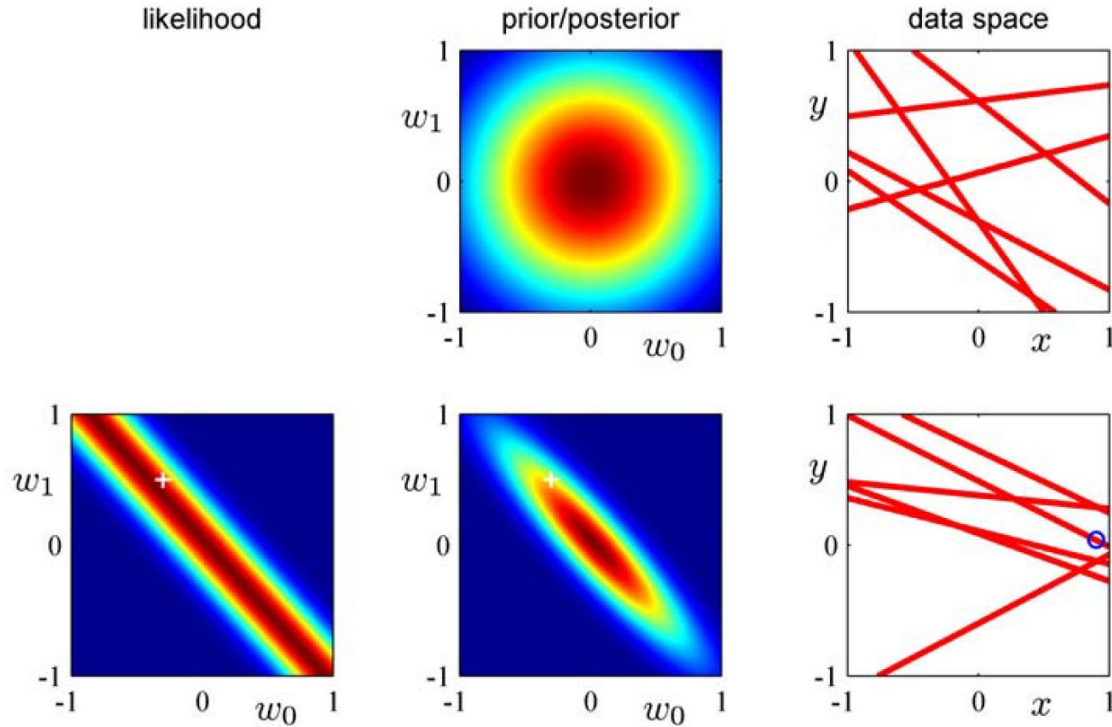 likelihood prior/posterior data space
1 1
w₁ y
0 0
-1 -1
-1 0 w₀ 1 -1 0 x 1
1 1 1
w₁ w₁ y
0 0 0
-1 -1 -1
-1 0 w₀ 1 -1 0 w₀ 1 -1 0 x 1